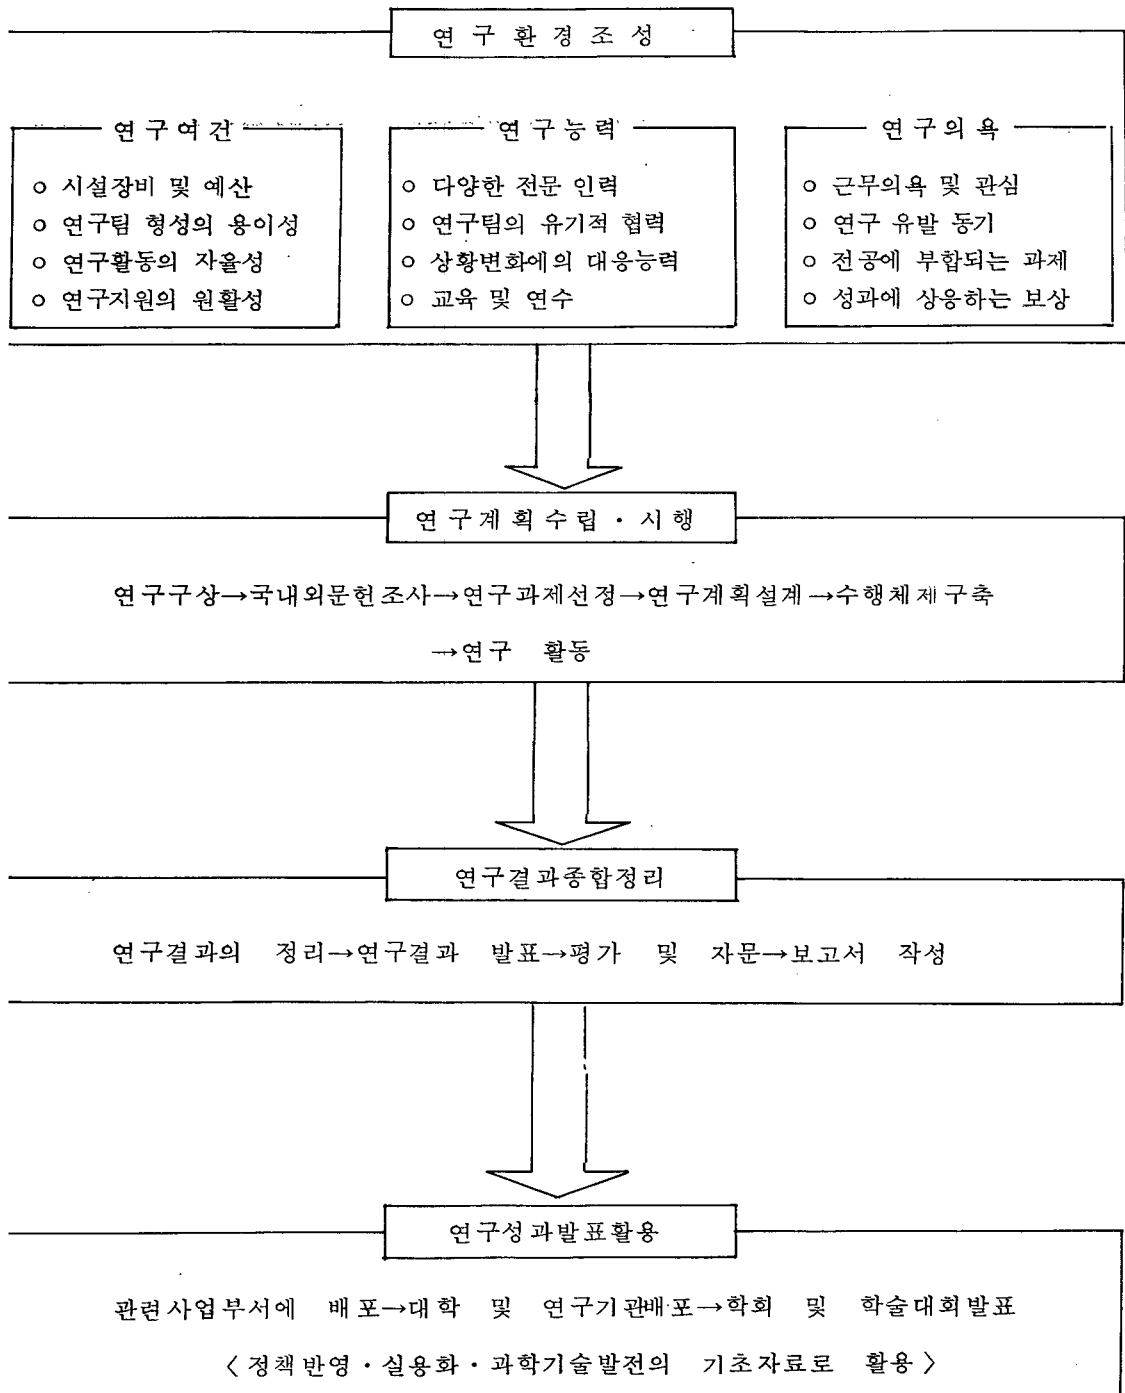 연구환경조성
연구여건
○ 시설장비 및 예산
○ 연구팀 형성의 용이성
○ 연구활동의 자율성
○ 연구지원의 원활성
연구능력
○ 다양한 전문 인력
○ 연구팀의 유기적 협력
○ 상황변화에의 대응능력
○ 교육 및 연수
연구의욕
○ 근무의욕 및 관심
○ 연구 유발 동기
○ 전공에 부합되는 과제
○ 성과에 상응하는 보상
연구계획수립・시행
연구구상→국내외문헌조사→연구과제선정→연구계획설계→수행체제구축
→연구 활동
연구결과종합정리
연구결과의 정리→연구결과 발표→평가 및 자문→보고서 작성
연구성과발표활용
관련사업부서에 배포→대학 및 연구기관배포→학회 및 학술대회발표
〈정책반영・실용화・과학기술발전의 기초자료로 활용〉